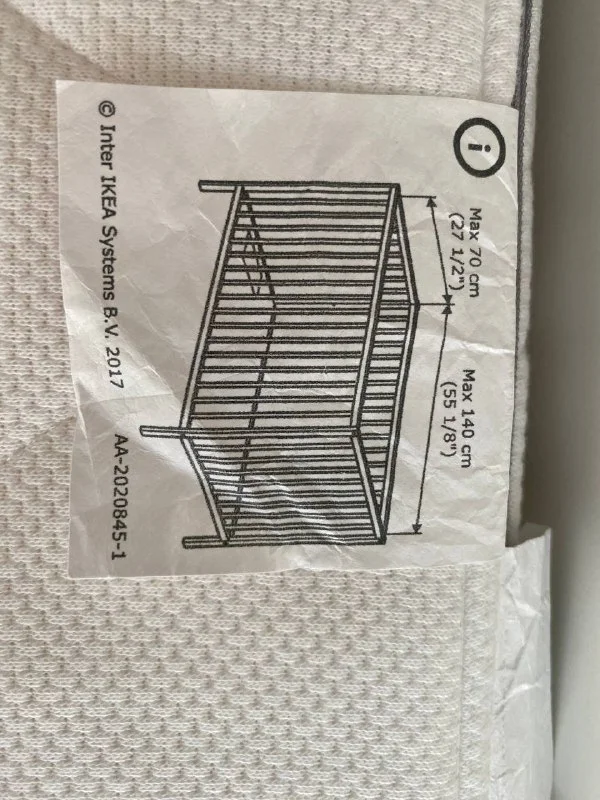 i
Max 70 cm
(27 1/2")
Max 140 cm
(55 1/8")
© Inter IKEA Systems B.V. 2017
AA-2020845-1